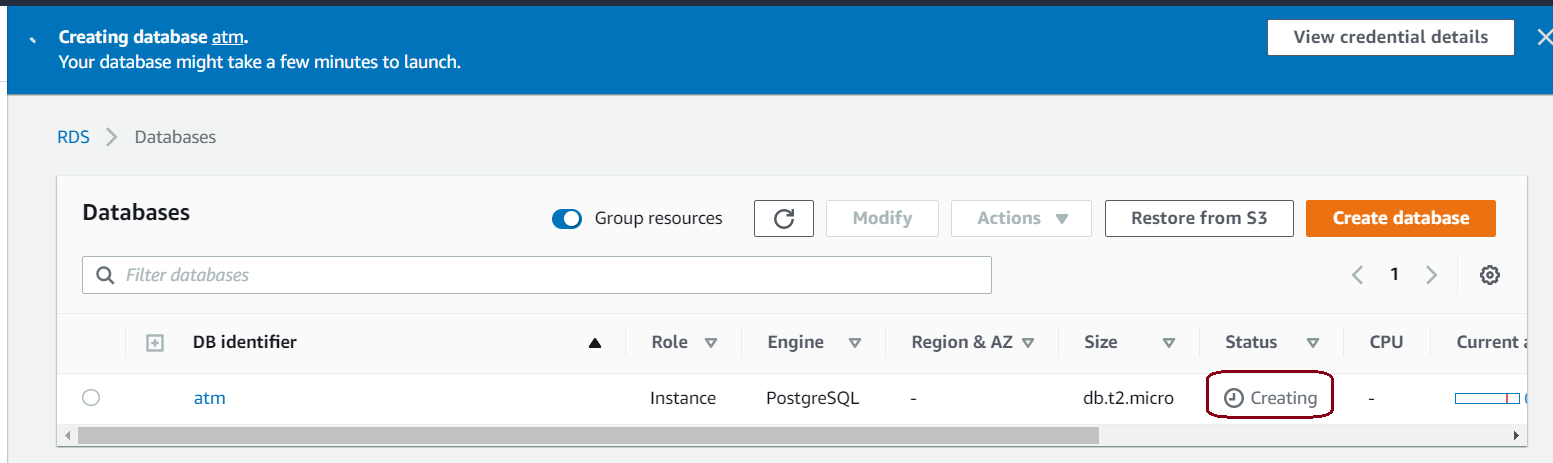 Creating database atm.
View credential details
Your database might take a few minutes to launch.
RDS Databases
Databases
Group resources
Modify
Actions
Restore from S3
Create database
Filter databases
1
DB identifier Role Engine Region & AZ Size Status CPU Current
atm Instance PostgreSQL - db.t2.micro Creating -